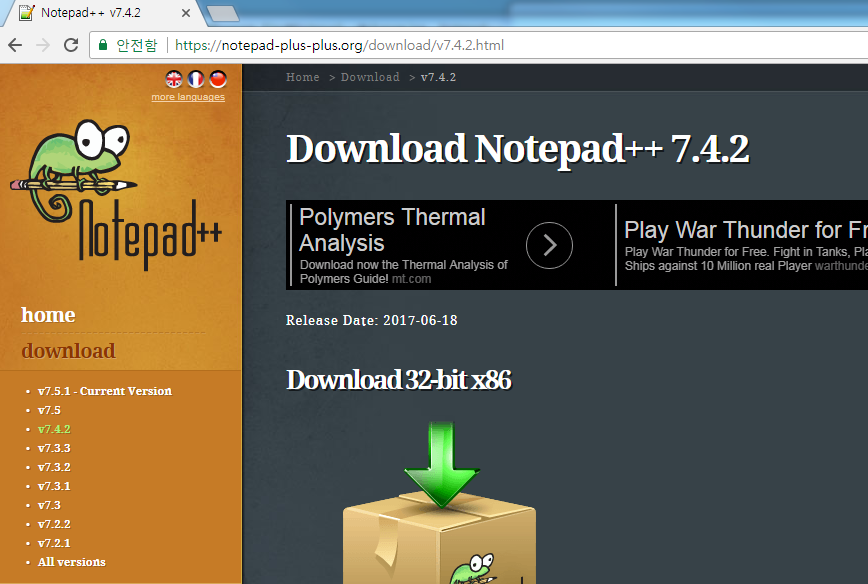 Notepad++ v7.4.2
안전함
https://notepad-plus-plus.org/download/v7.4.2.html
more languages
Notepad++
home
download
v7.5.1 - Current Version
v7.5
v7.4.2
v7.3.3
v7.3.2
v7.3.1
v7.3
v7.2.2
v7.2.1
All versions
Home > Download > v7.4.2
Download Notepad++ 7.4.2
Polymers Thermal
Analysis
Download now the Thermal Analysis of
Polymers Guide! mt.com
Play War Thunder for Fr
Play War Thunder for Free. Fight in Tanks, Pla
Ships against 10 Million real Player warthunde
Release Date: 2017-06-18
Download 32-bit x86